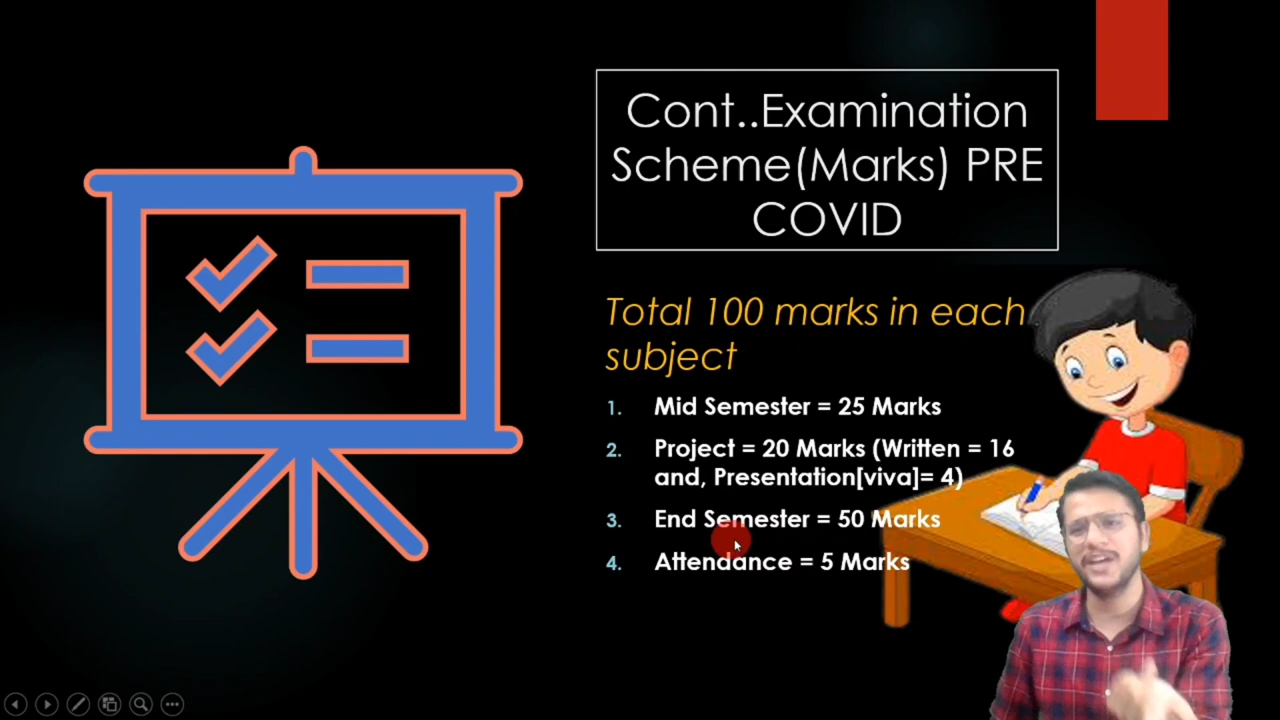 Cont..Examination
Scheme(Marks) PRE
COVID
Total 100 marks in each
subject
1. Mid Semester = 25 Marks
2. Project = 20 Marks (Written = 16
and, Presentation[viva]= 4)
3. End Semester = 50 Marks
4. Attendance = 5 Marks